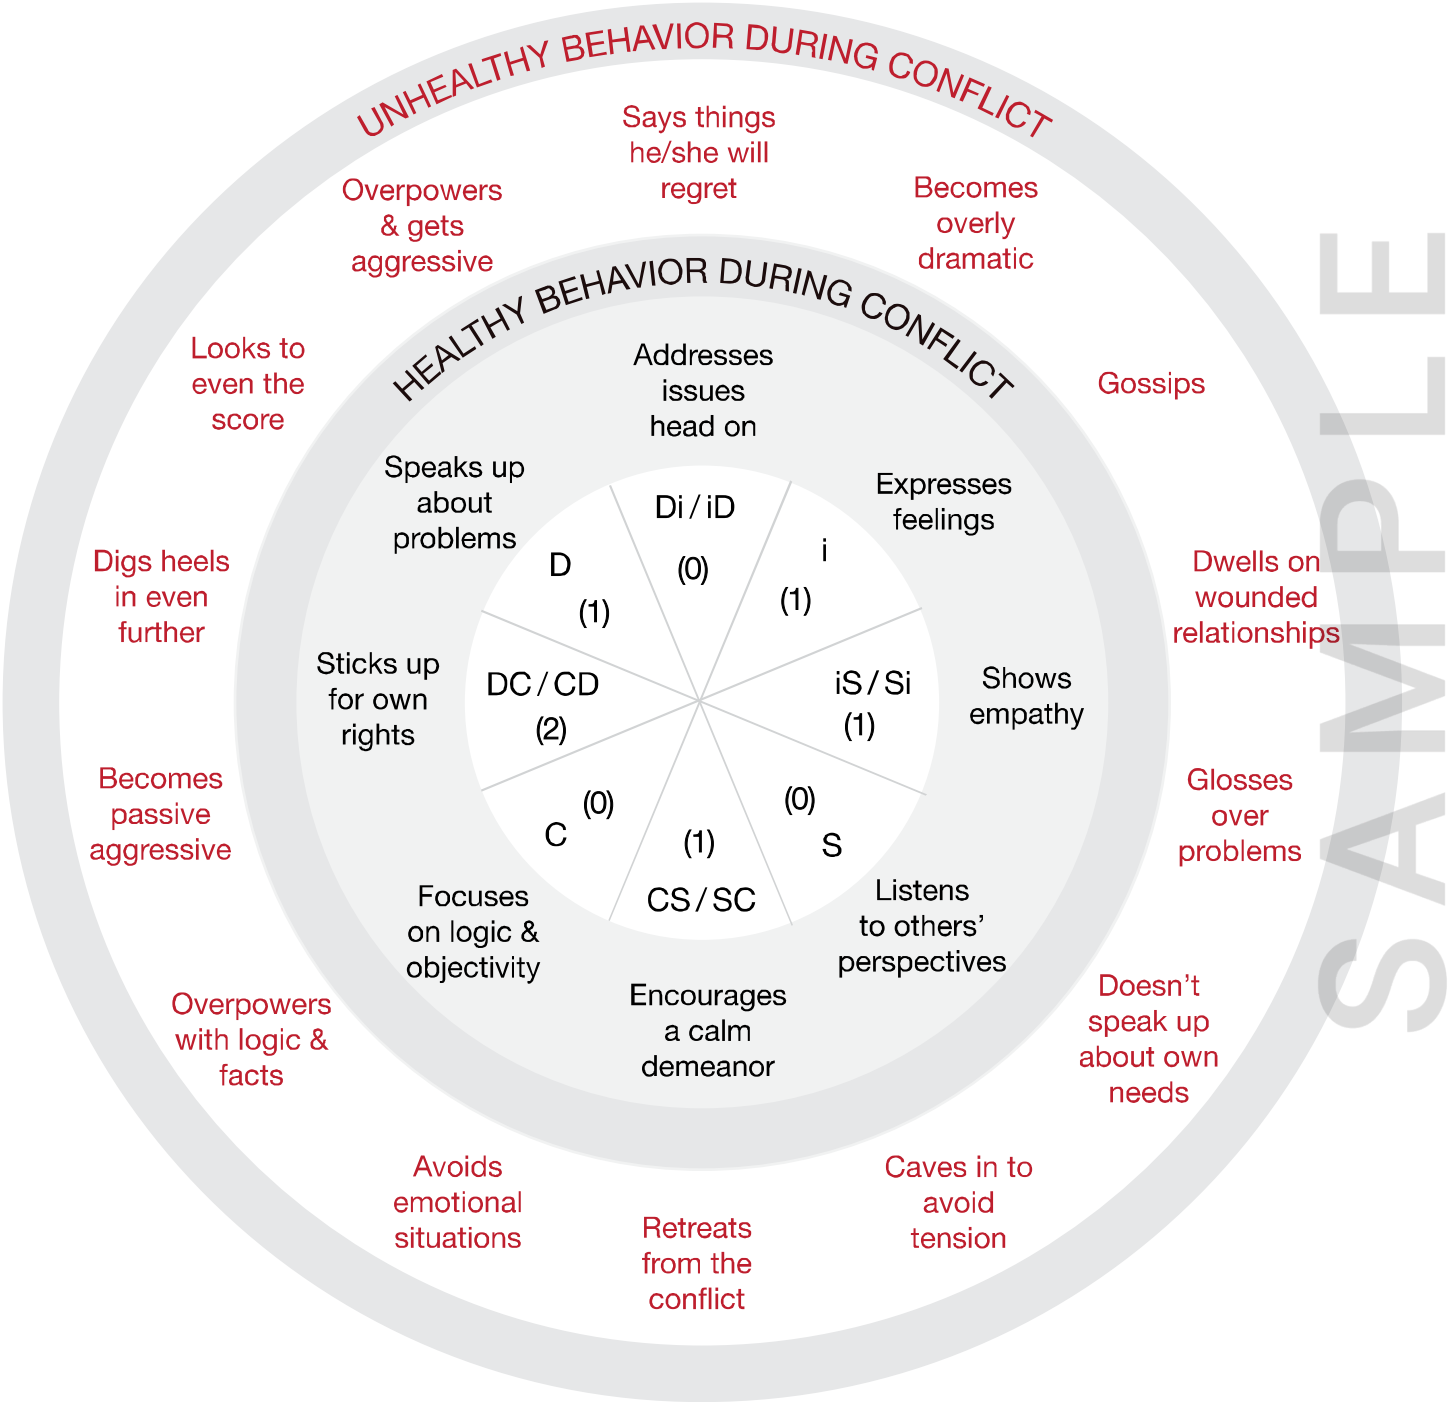 UNHEALTHY BEHAVIOR DURING CONFLICT
Says things
he/she will
regret
Overpowers
& gets
aggressive
Becomes
overly
dramatic
Looks to
even the
score
Gossips
Digs heels
in even
further
Dwells on
wounded
relationships
Becomes
passive
aggressive
Glosses
over
problems
Overpowers
with logic &
facts
Doesn’t
speak up
about own
needs
Avoids
emotional
situations
Retreats
from the
conflict
Caves in to
avoid
tension
HEALTHY BEHAVIOR DURING CONFLICT
Addresses
issues
head on
Speaks up
about
problems
Expresses
feelings
Sticks up
for own
rights
Shows
empathy
Focuses
on logic &
objectivity
Listens
to others’
perspectives
Encourages
a calm
demeanor
Di / iD
(0)
D
(1)
i
(1)
DC / CD
(2)
iS / Si
(1)
(0)
C
(0)
S
(1)
CS / SC
SAMPLE